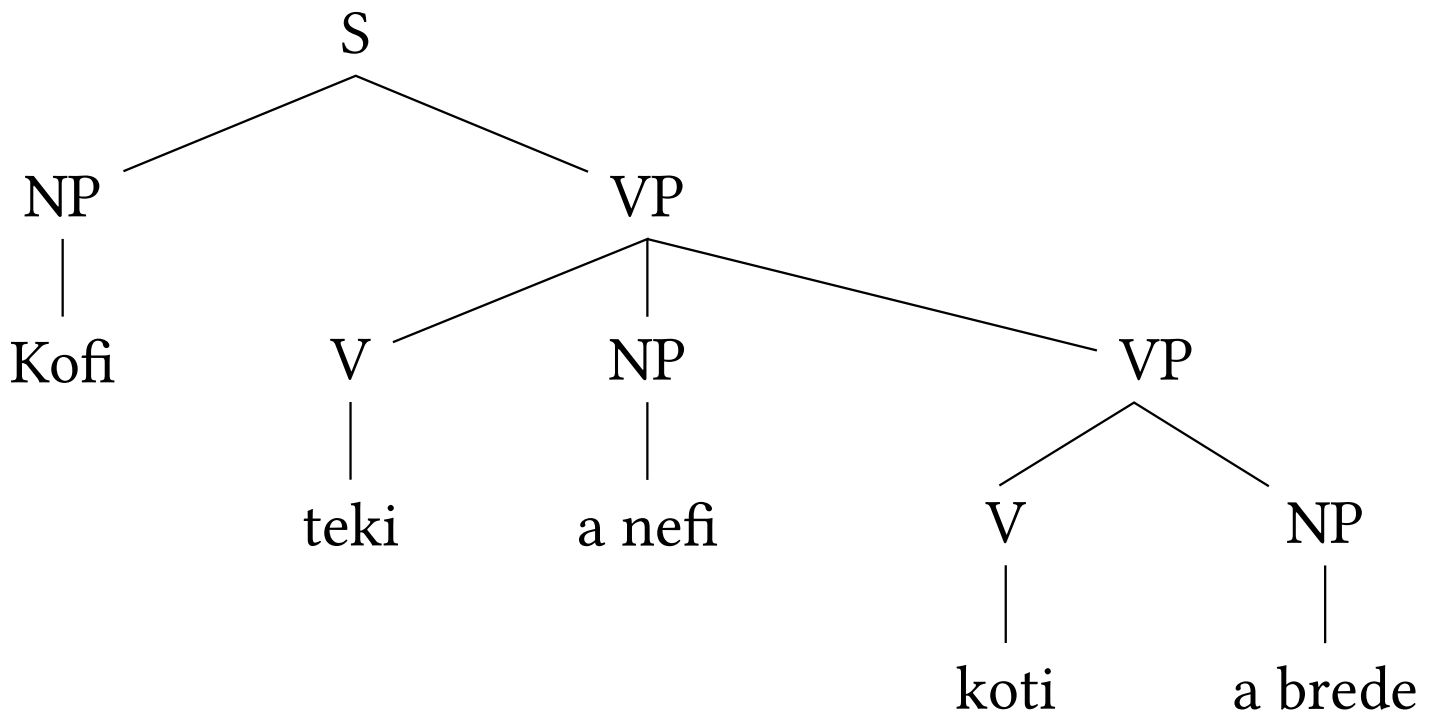 S
NP VP
Kofi V NP VP
teki a nefi V NP
koti a brede